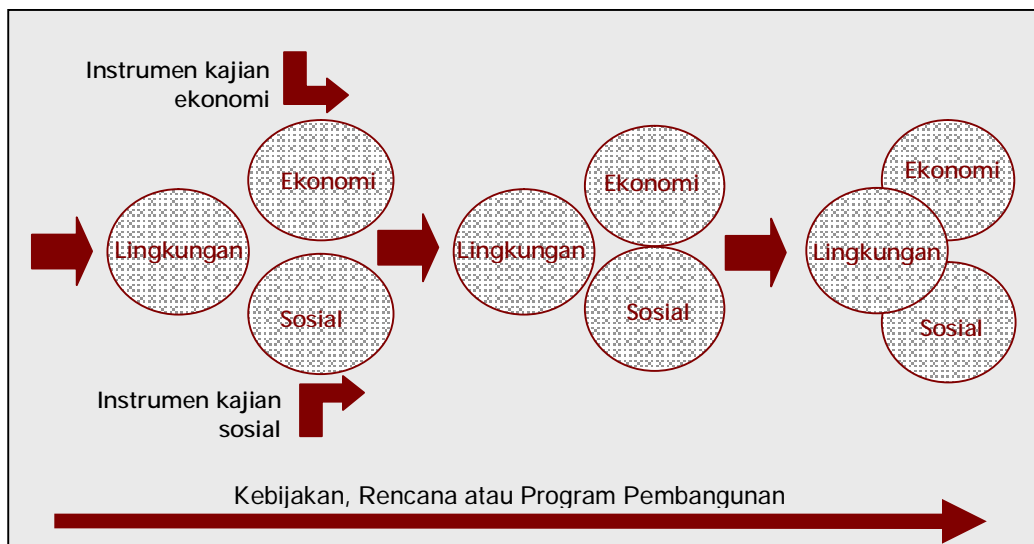 Instrumen kajian
ekonomi
Ekonomi
Lingkungan
Sosial
Instrumen kajian
sosial
Ekonomi
Lingkungan
Sosial
Ekonomi
Lingkungan
Sosial
Kebijakan, Rencana atau Program Pembangunan